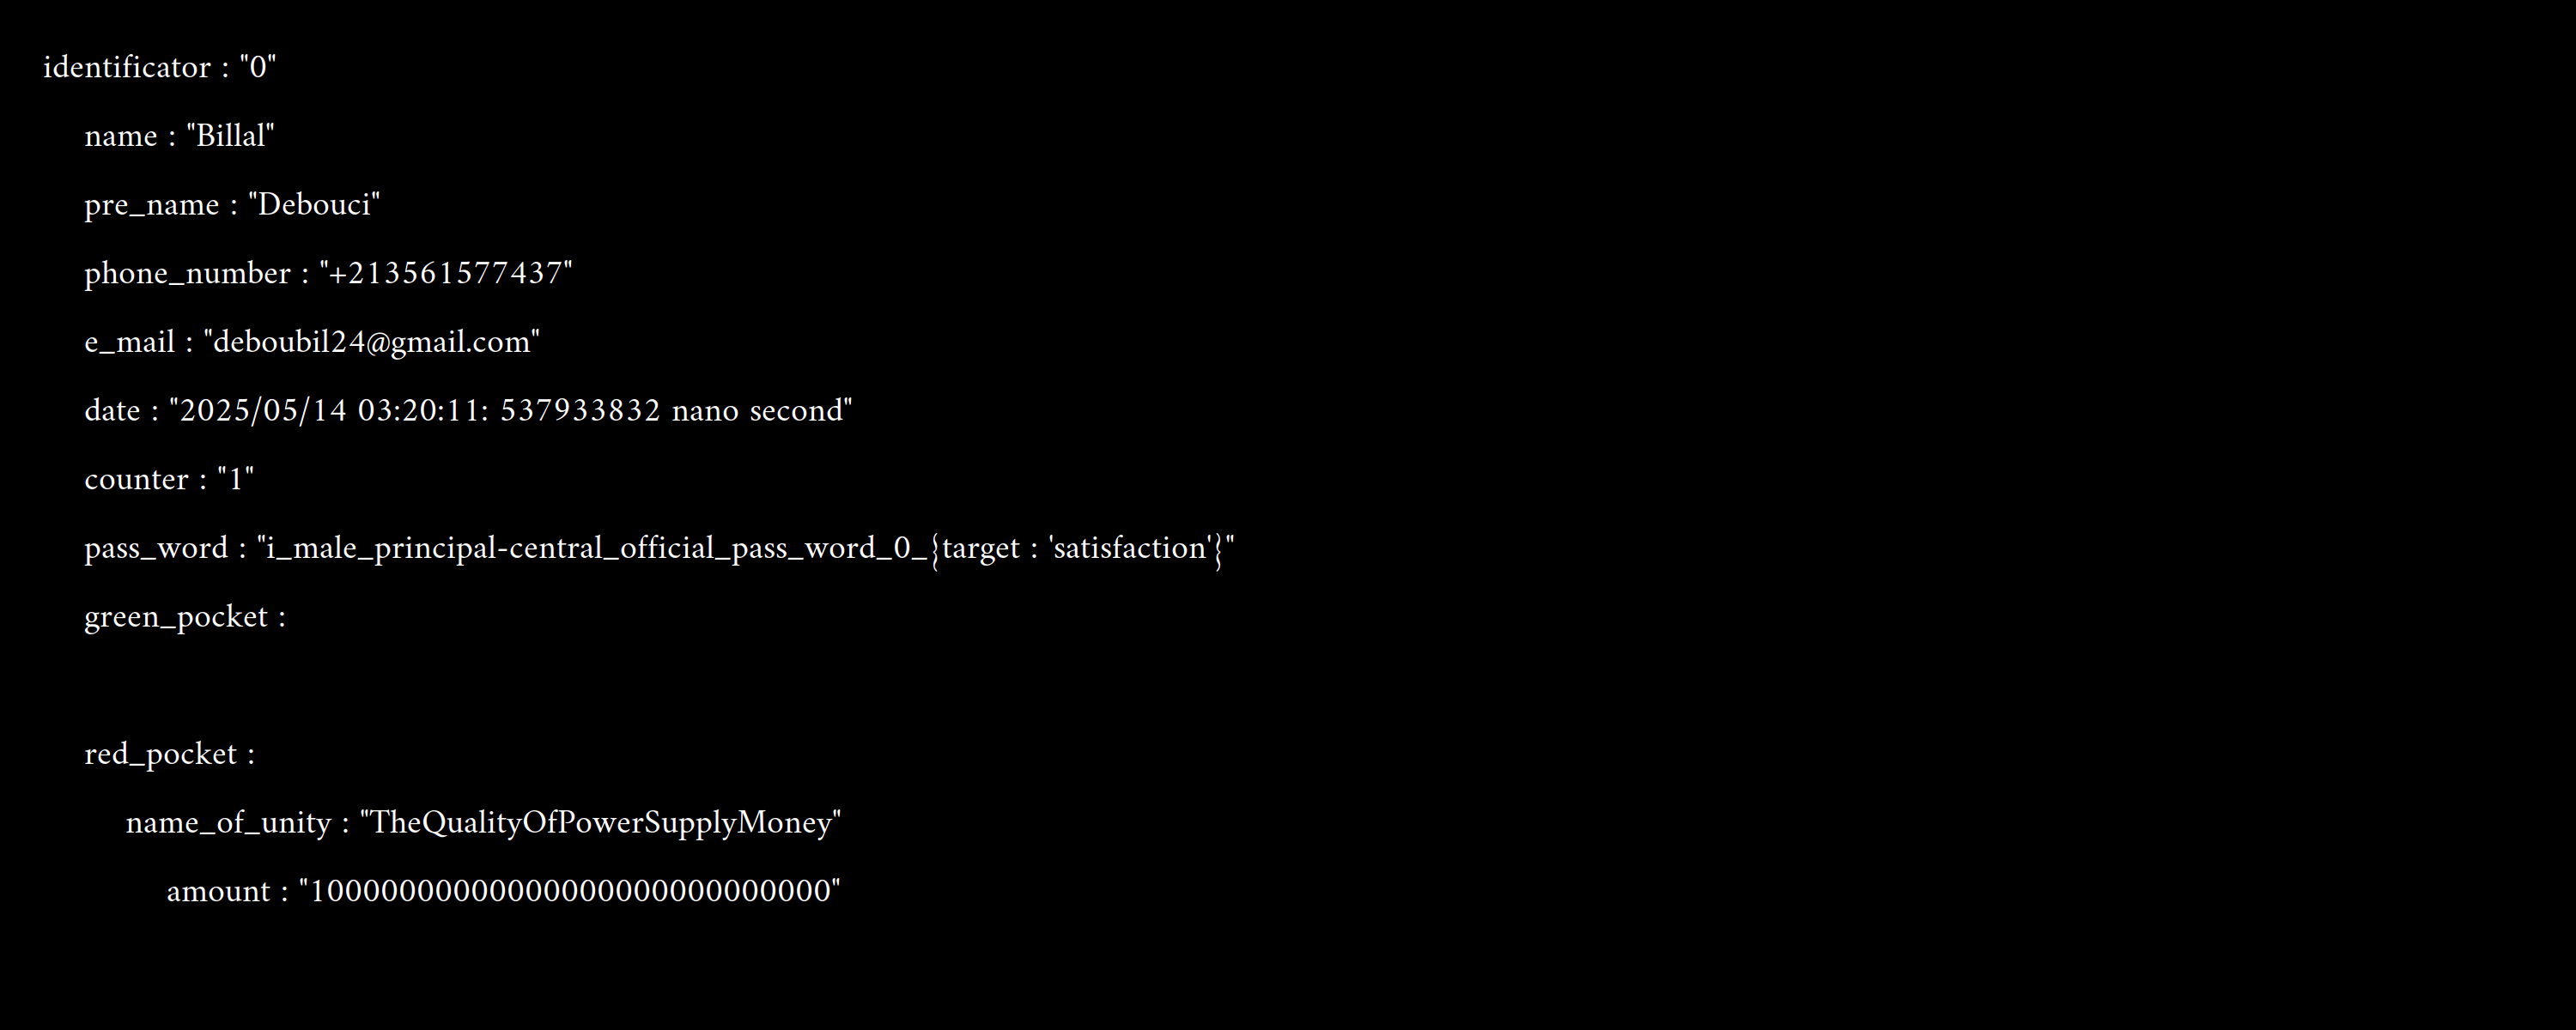 identificator : "0"
name : "Billal"
pre_name : "Debouci"
phone_number : "+213561577437"
e_mail : "deboubil24@gmail.com"
date : "2025/05/14 03:20:11: 537933832 nano second"
counter : "1"
pass_word : "i_male_principal-central_official_pass_word_0_{target : 'satisfaction'}"
green_pocket :
red_pocket :
name_of_unity : "TheQualityOfPowerSupplyMoney"
amount : "10000000000000000000000000000"